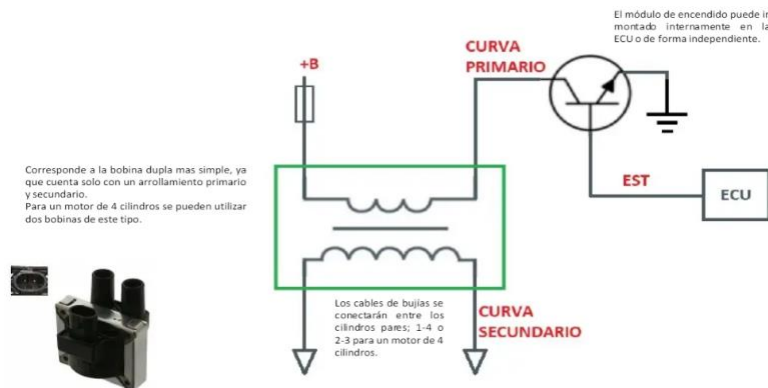 El módulo de encendido puede ir
montado internamente en la
ECU o de forma independiente.
CURVA
PRIMARIO
+B
Corresponde a la bobina dupla mas simple, ya
que cuenta solo con un arrollamiento primario
y secundario.
Para un motor de 4 cilindros se pueden utilizar
dos bobinas de este tipo.
EST
ECU
Los cables de bujías se
conectarán entre los
cilindros pares; 1-4 o
2-3 para un motor de 4
cilindros.
CURVA
SECUNDARIO